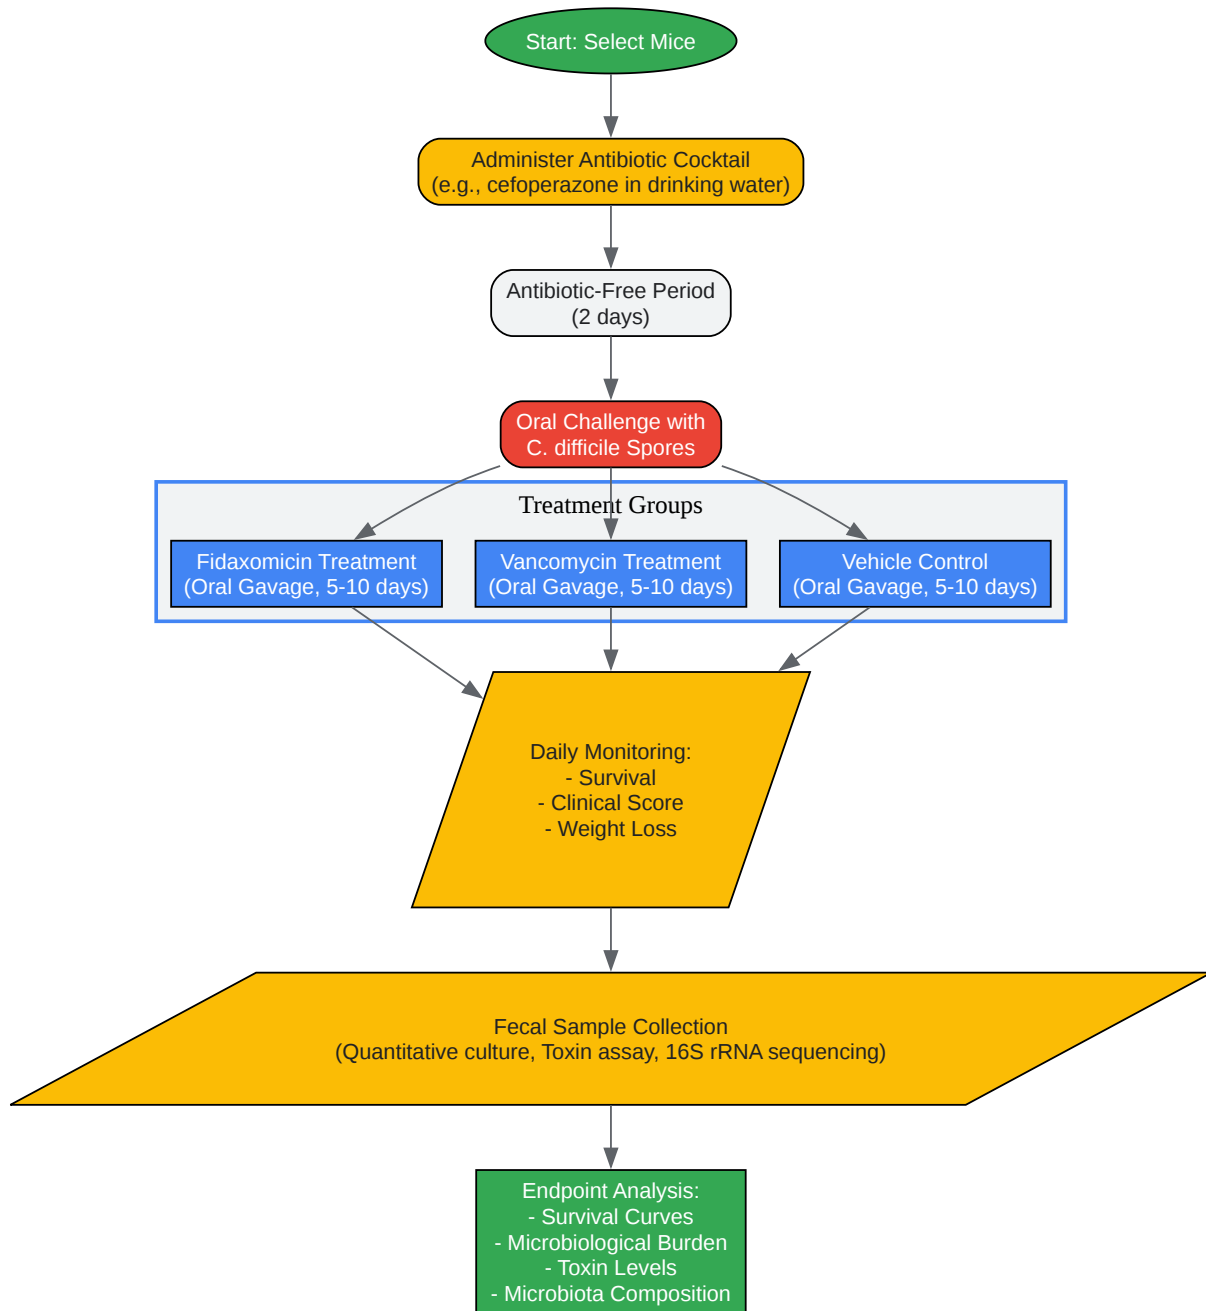 Start: Select Mice
Administer Antibiotic Cocktail
(e.g., cefoperazone in drinking water)
Antibiotic-Free Period
(2 days)
Oral Challenge with
C. difficile Spores
Treatment Groups
Fidaxomicin Treatment
(Oral Gavage, 5-10 days)
Vancomycin Treatment
(Oral Gavage, 5-10 days)
Vehicle Control
(Oral Gavage, 5-10 days)
Daily Monitoring:
- Survival
- Clinical Score
- Weight Loss
Fecal Sample Collection
(Quantitative culture, Toxin assay, 16S rRNA sequencing)
Endpoint Analysis:
- Survival Curves
- Microbiological Burden
- Toxin Levels
- Microbiota Composition